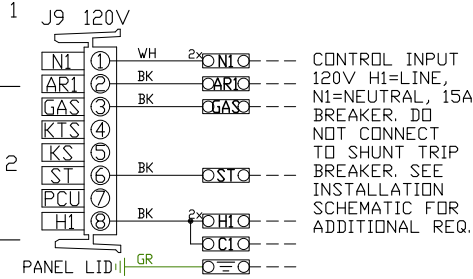 1 J9 120V
N1 1 WH 2x N1
AR1 2 BK AR1
GAS 3 BK GAS
KTS 4
KS 5
2
ST 6 BK ST
PCU 7
H1 8 BK 2x H1
C1
PANEL LID GR
CONTROL INPUT
120V H1=LINE,
N1=NEUTRAL, 15A
BREAKER. DO
NOT CONNECT
TO SHUNT TRIP
BREAKER. SEE
INSTALLATION
SCHEMATIC FOR
ADDITIONAL REQ.